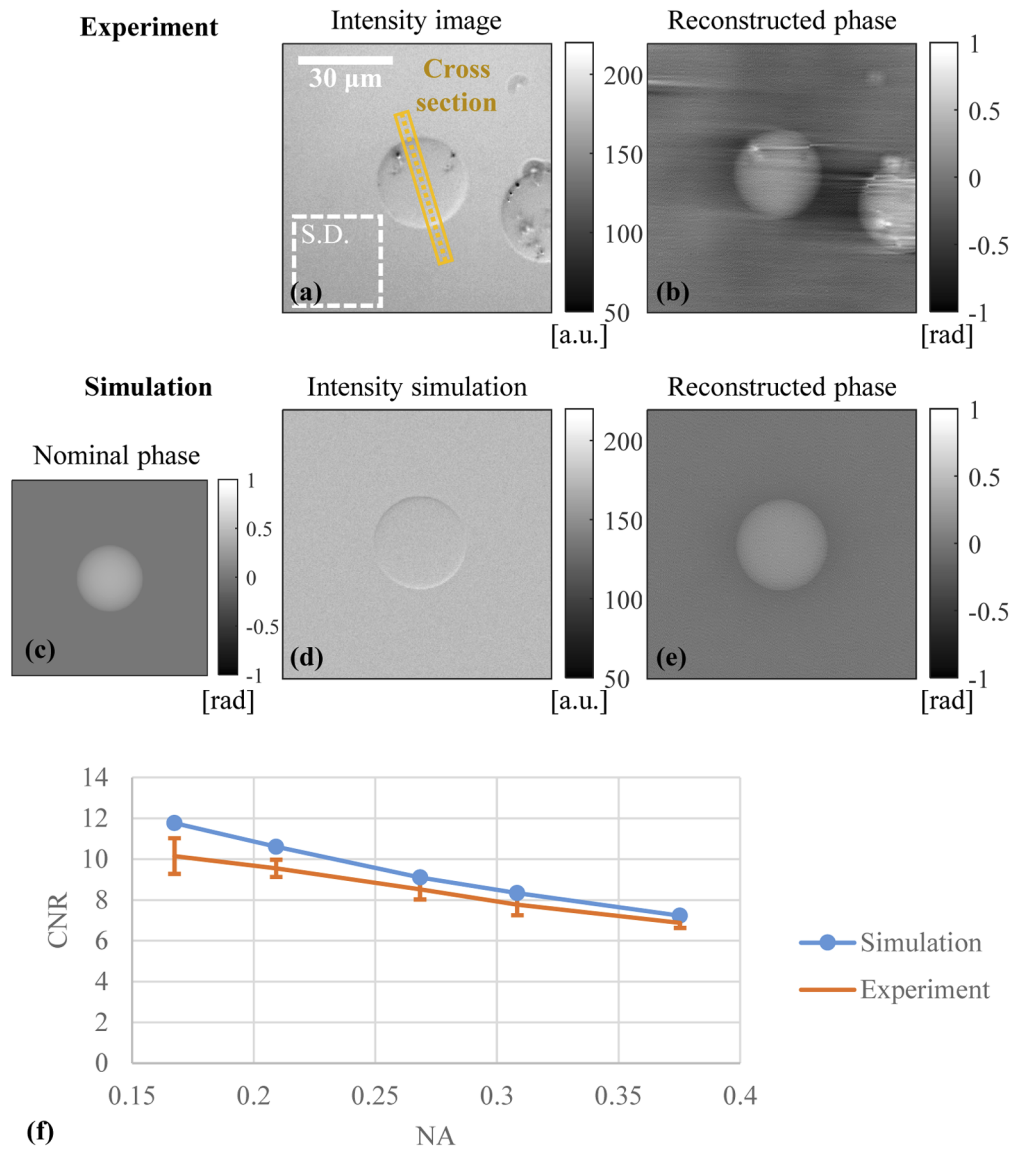 Experiment
Intensity image
Reconstructed phase
30 µm
Cross
section
S.D.
(a)
200
150
100
50
[a.u.]
(b)
1
0.5
0
-0.5
-1
[rad]
Simulation
Nominal phase
(c)
1
0.5
0
-0.5
-1
[rad]
Intensity simulation
(d)
200
150
100
50
[a.u.]
Reconstructed phase
(e)
1
0.5
0
-0.5
-1
[rad]
14
12
10
8
6
4
2
0
CNR
0.15 0.2 0.25 0.3 0.35 0.4
NA
Simulation
Experiment
(f)